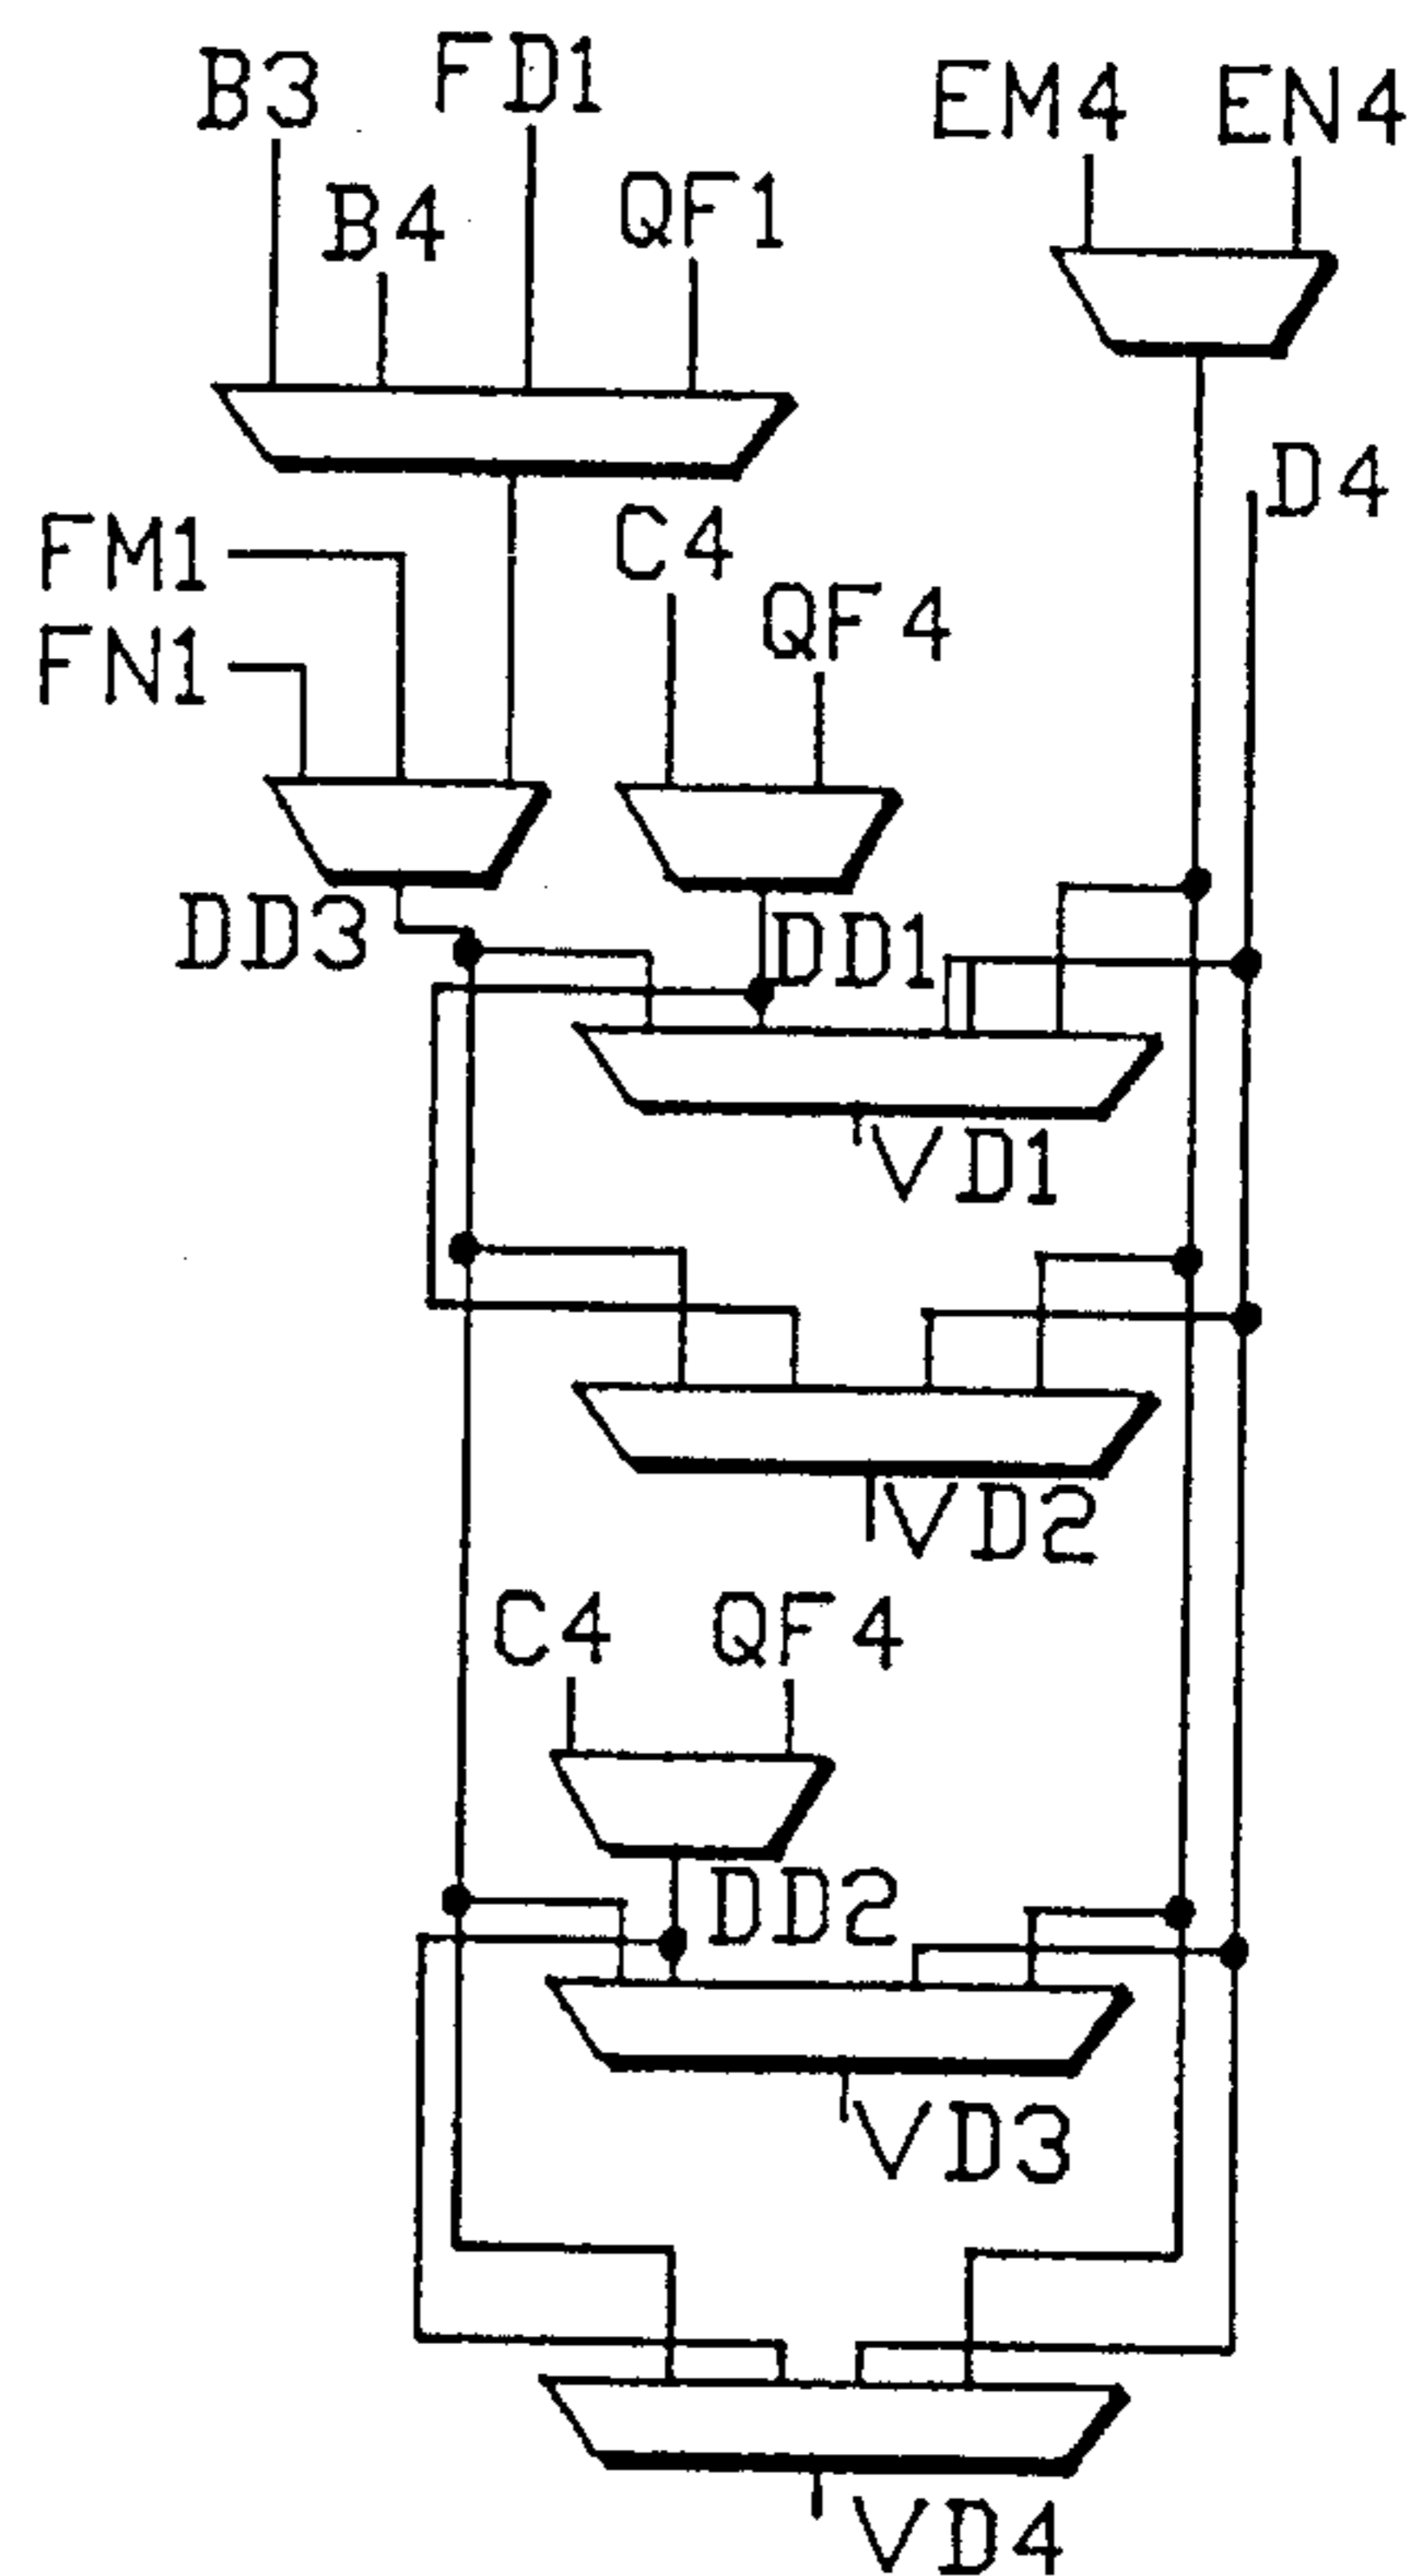 B3 FD1 EM4 EN4
B4 QF1
D4
FM1 C4
QF4
FN1
DD3 DD1
VD1
VD2
C4 QF4
DD2
VD3
VD4